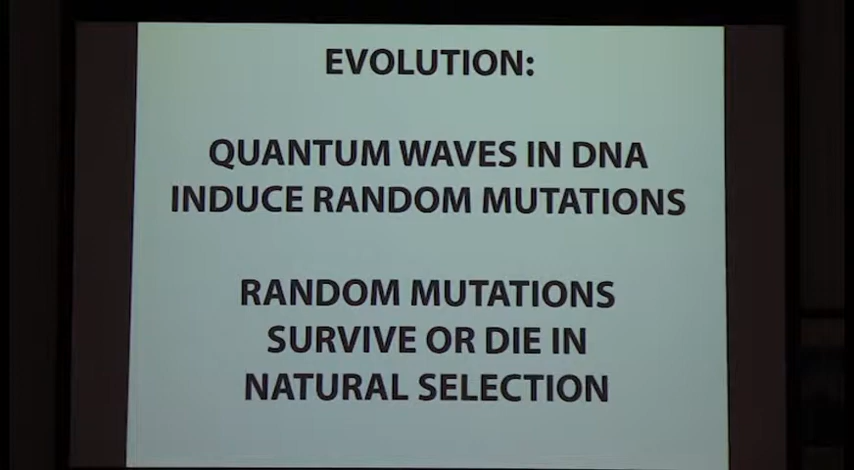 EVOLUTION:
QUANTUM WAVES IN DNA
INDUCE RANDOM MUTATIONS
RANDOM MUTATIONS
SURVIVE OR DIE IN
NATURAL SELECTION